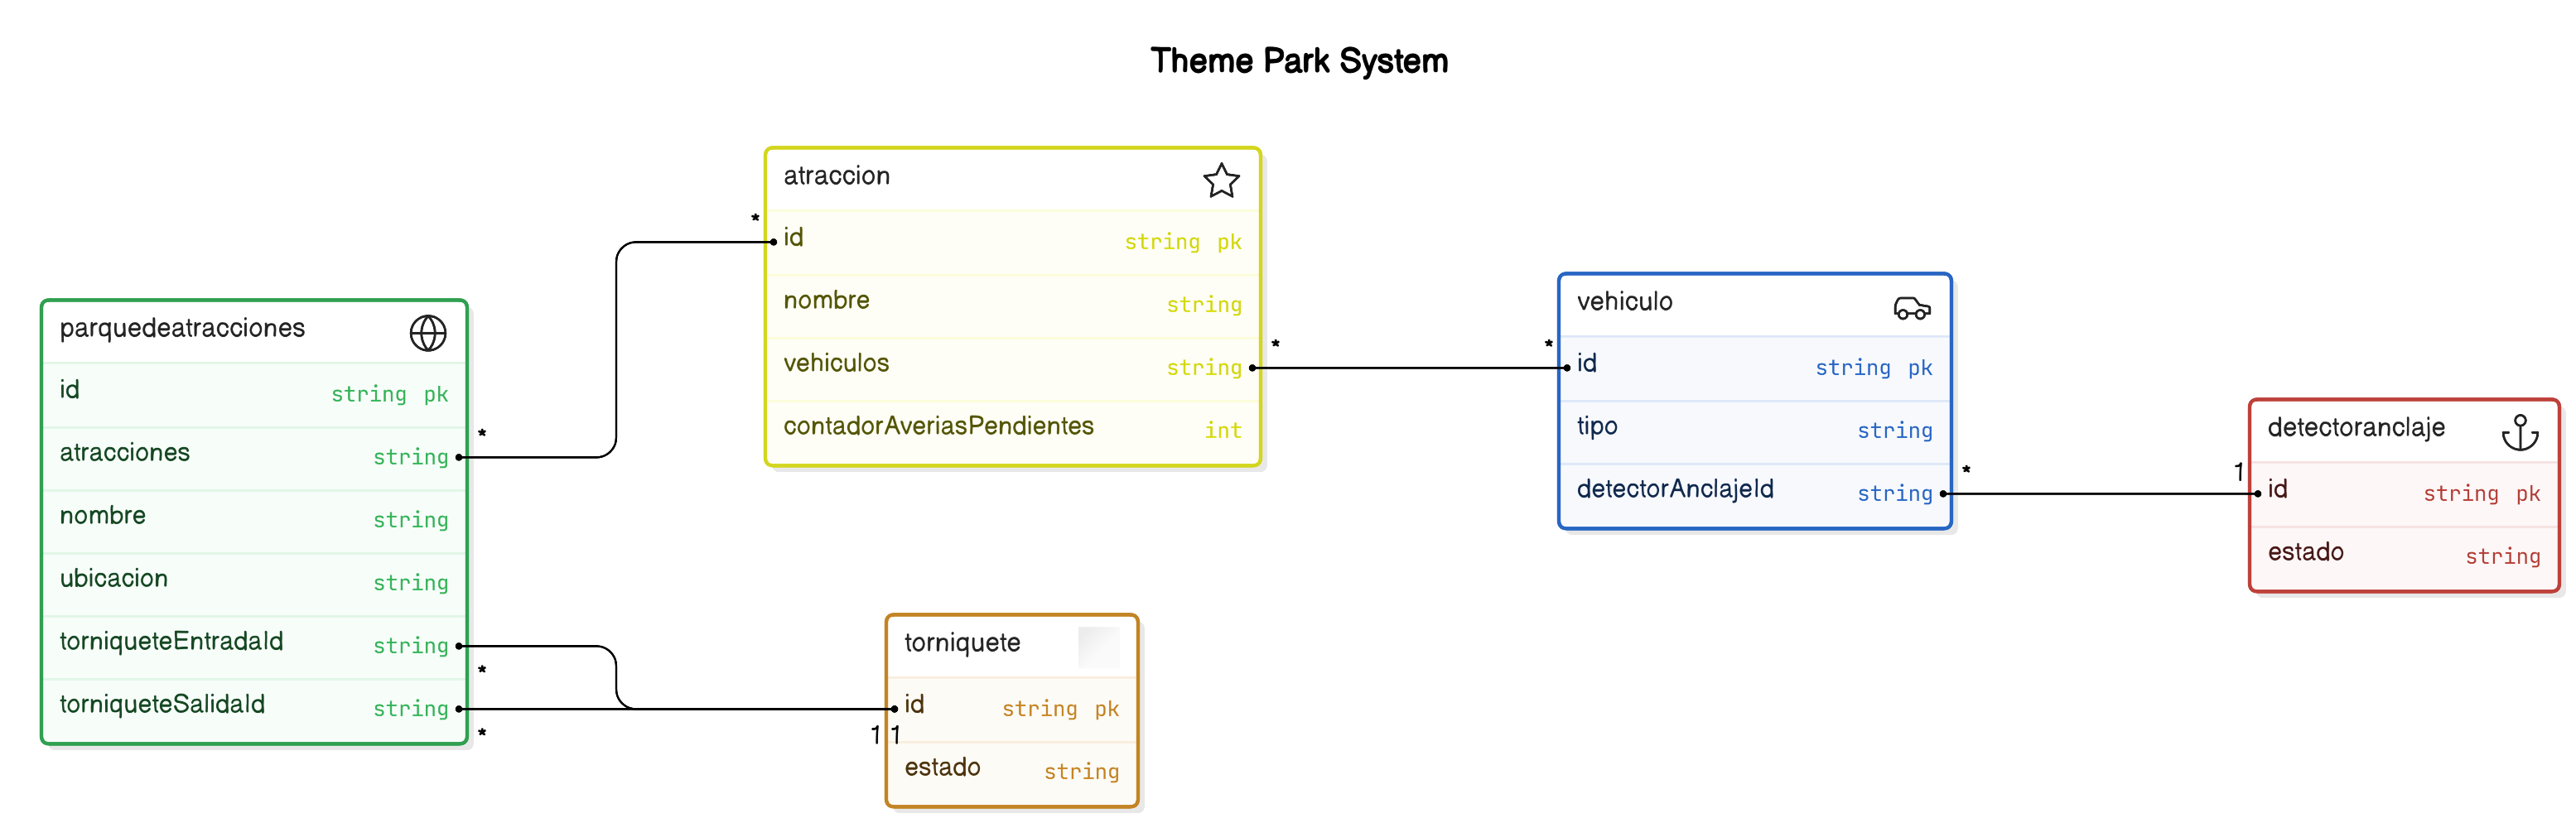 Theme Park System
parquedeatracciones
id string pk
atracciones string
nombre string
ubicacion string
torniqueteEntradaId string
torniqueteSalidaId string
*
*
*
atraccion
id string pk
nombre string
vehiculos string
contadorAveriasPendientes int
*
*
torniquete
id string pk
estado string
1 1
vehiculo
id string pk
tipo string
detectorAnclajeId string
*
*
detectoranclaje
id string pk
estado string
1